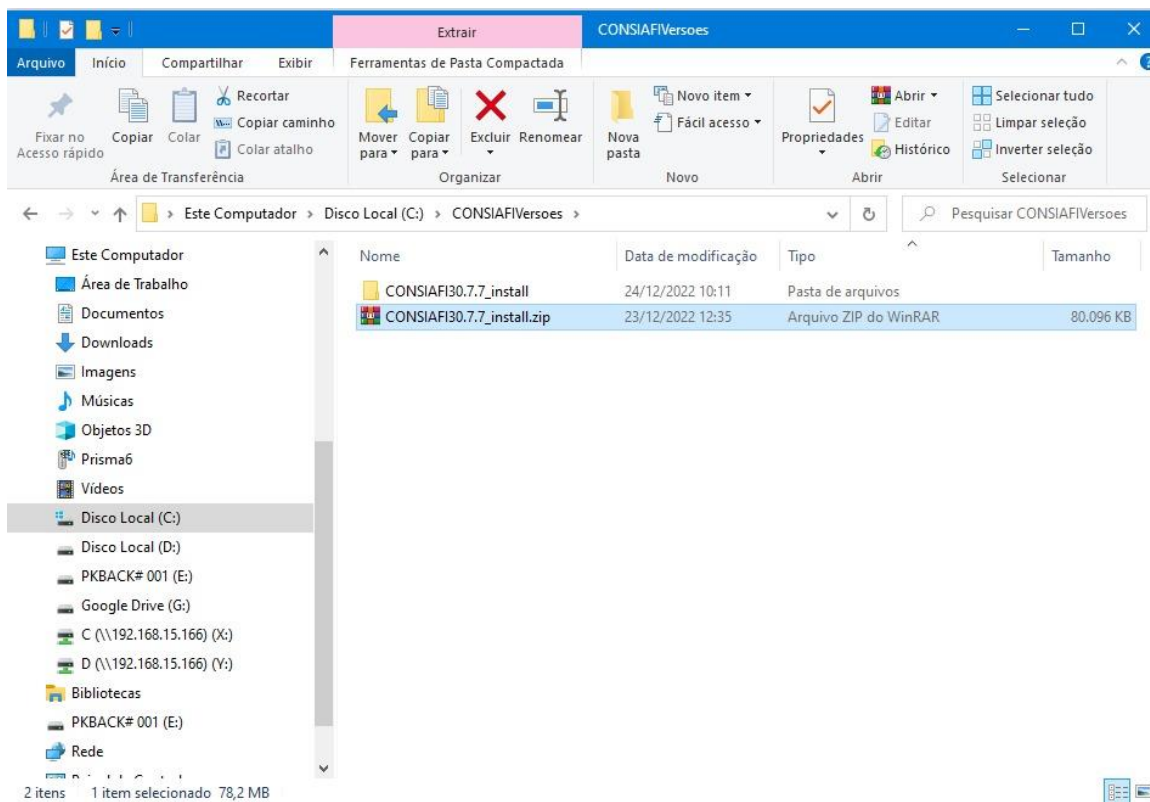 Extrair
CONSIAFIVersoes
Arquivo
Início
Compartilhar
Exibir
Ferramentas de Pasta Compactada
Fixar no Acesso rápido
Copiar
Colar
Recortar
Copiar caminho
Colar atalho
Área de Transferência
Mover para
Copiar para
Excluir
Renomear
Organizar
Nova pasta
Novo item
Fácil acesso
Novo
Propriedades
Abrir
Editar
Histórico
Abrir
Selecionar tudo
Limpar seleção
Inverter seleção
Selecionar
Este Computador > Disco Local (C:) > CONSIAFIVersoes >
Pesquisar CONSIAFIVersoes
Este Computador
Área de Trabalho
Documentos
Downloads
Imagens
Músicas
Objetos 3D
Prisma6
Vídeos
Disco Local (C:)
Disco Local (D:)
PKBACK# 001 (E:)
Google Drive (G:)
C (\\192.168.15.166) (X:)
D (\\192.168.15.166) (Y:)
Bibliotecas
PKBACK# 001 (E:)
Rede
Nome Data de modificação Tipo Tamanho
CONSIAFI30.7.7_install 24/12/2022 10:11 Pasta de arquivos
CONSIAFI30.7.7_install.zip 23/12/2022 12:35 Arquivo ZIP do WinRAR 80.096 KB
2 itens 1 item selecionado 78,2 MB